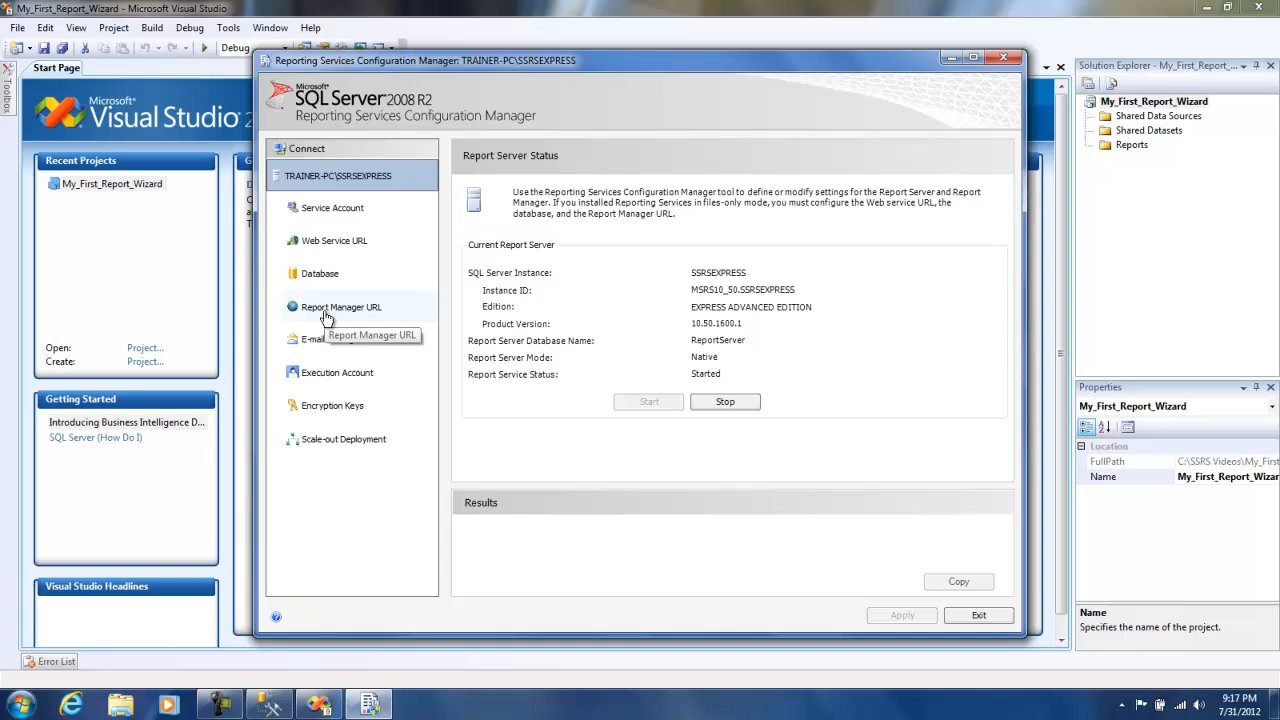 My_First_Report_Wizard - Microsoft Visual Studio
File Edit View Project Build Debug Tools Window Help
Debug
Toolbox
Start Page
Microsoft
Visual Studio 2
Recent Projects
My_First_Report_Wizard
Open: Project...
Create: Project...
Getting Started
Introducing Business Intelligence D...
SQL Server (How Do I)
Visual Studio Headlines
Error List
Reporting Services Configuration Manager: TRAINER-PC\SSRSEXPRESS
Microsoft
SQL Server 2008 R2
Reporting Services Configuration Manager
Connect
TRAINER-PC\SSRSEXPRESS
Service Account
Web Service URL
Database
Report Manager URL
Report Manager URL
E-mail
Execution Account
Encryption Keys
Scale-out Deployment
Report Server Status
Use the Reporting Services Configuration Manager tool to define or modify settings for the Report Server and Report
Manager. If you installed Reporting Services in files-only mode, you must configure the Web service URL, the
database, and the Report Manager URL.
Current Report Server
SQL Server Instance: SSRSEXPRESS
Instance ID: MSRS10_50.SSRSEXPRESS
Edition: EXPRESS ADVANCED EDITION
Product Version: 10.50.1600.1
Report Server Database Name: ReportServer
Report Server Mode: Native
Report Service Status: Started
Start Stop
Results
Copy
Apply Exit
Solution Explorer - My_First_Report_...
My_First_Report_Wizard
Shared Data Sources
Shared Datasets
Reports
Properties
My_First_Report_Wizard
Location
FullPath C:\SSRS Videos\My_First
Name My_First_Report_Wizar
Name
Specifies the name of the project.
9:17 PM
7/31/2012